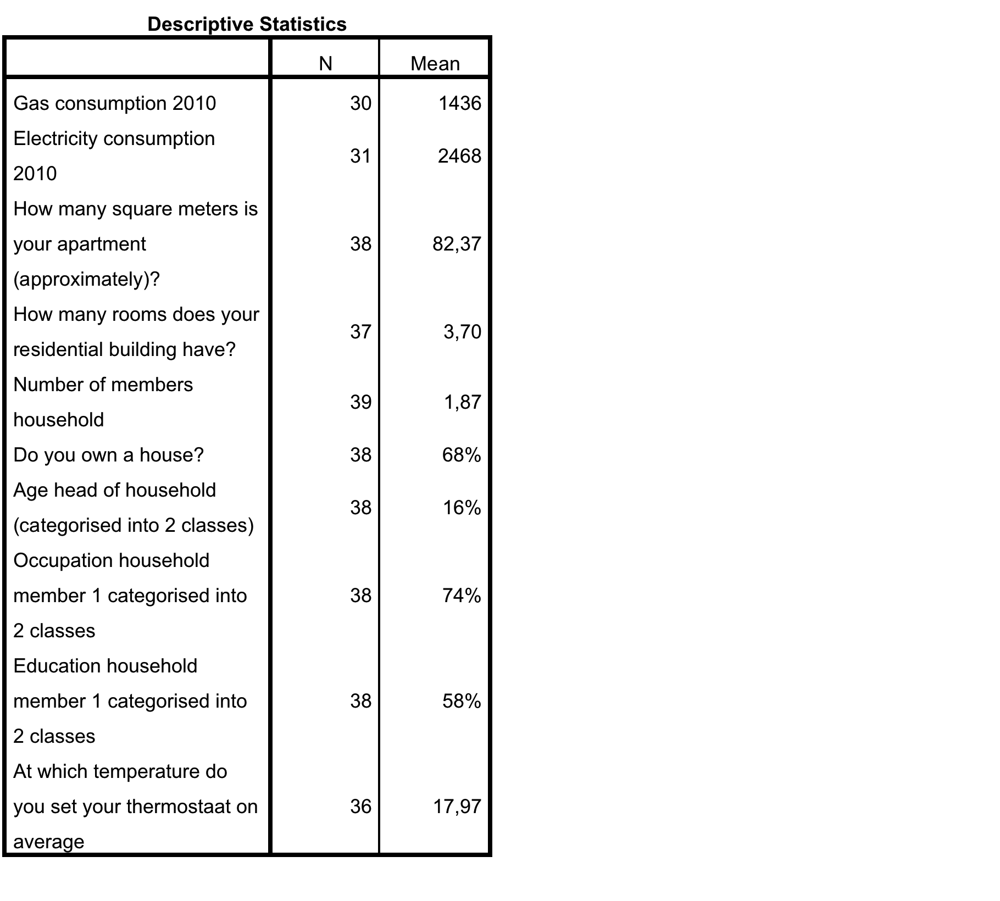 Descriptive Statistics
N Mean
Gas consumption 2010 30 1436
Electricity consumption
2010
31 2468
How many square meters is
your apartment 38 82,37
(approximately)?
How many rooms does your
residential building have?
37 3,70
Number of members
household
39 1,87
Do you own a house? 38 68%
Age head of household
(categorised into 2 classes)
38 16%
Occupation household
member 1 categorised into 38 74%
2 classes
Education household
member 1 categorised into 38 58%
2 classes
At which temperature do
you set your thermostaat on 36 17,97
average